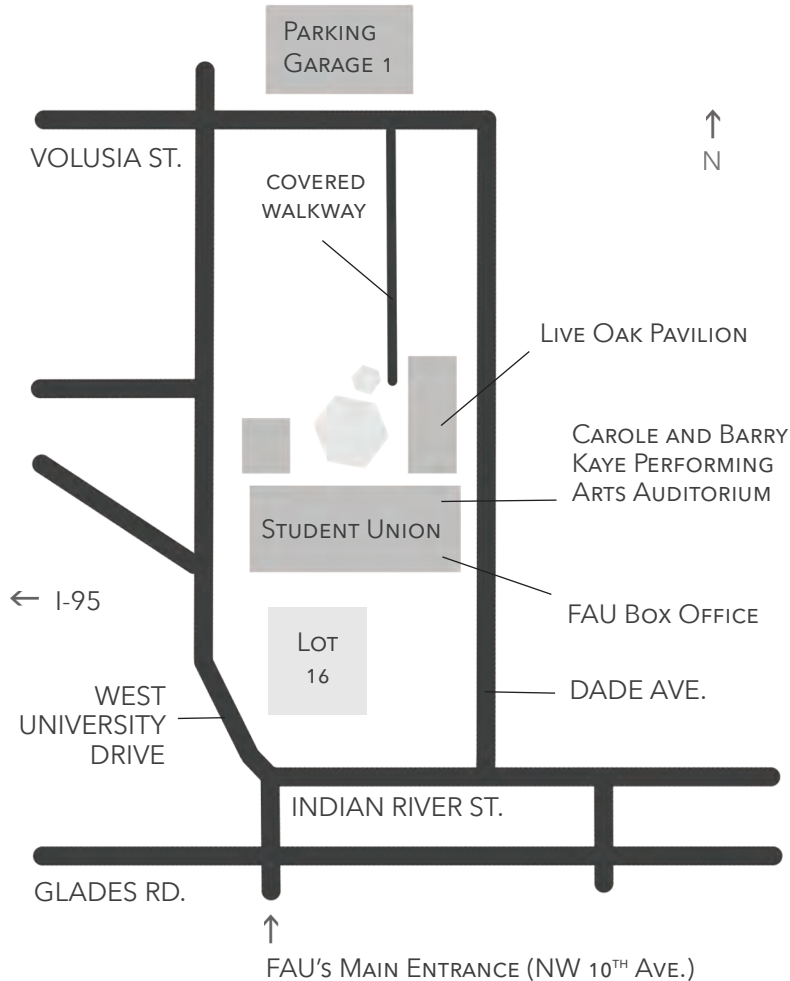 PARKING
GARAGE 1
↑
N
VOLUSIA ST.
COVERED
WALKWAY
LIVE OAK PAVILION
CAROLE AND BARRY
KAYE PERFORMING
ARTS AUDITORIUM
STUDENT UNION
← I-95
FAU BOX OFFICE
LOT
16
WEST
UNIVERSITY
DRIVE
DADE AVE.
INDIAN RIVER ST.
GLADES RD.
↑
FAU'S MAIN ENTRANCE (NW 10TH AVE.)